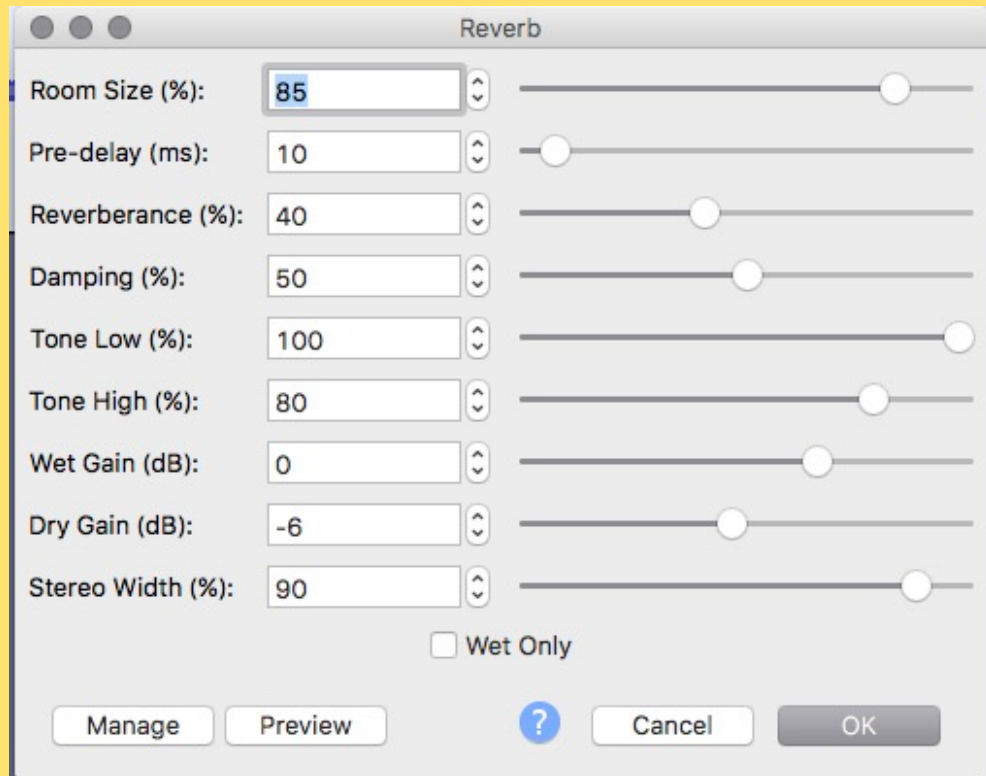 Reverb
Room Size (%): 85
Pre-delay (ms): 10
Reverberance (%): 40
Damping (%): 50
Tone Low (%): 100
Tone High (%): 80
Wet Gain (dB): 0
Dry Gain (dB): -6
Stereo Width (%): 90
Wet Only
Manage Preview ? Cancel OK